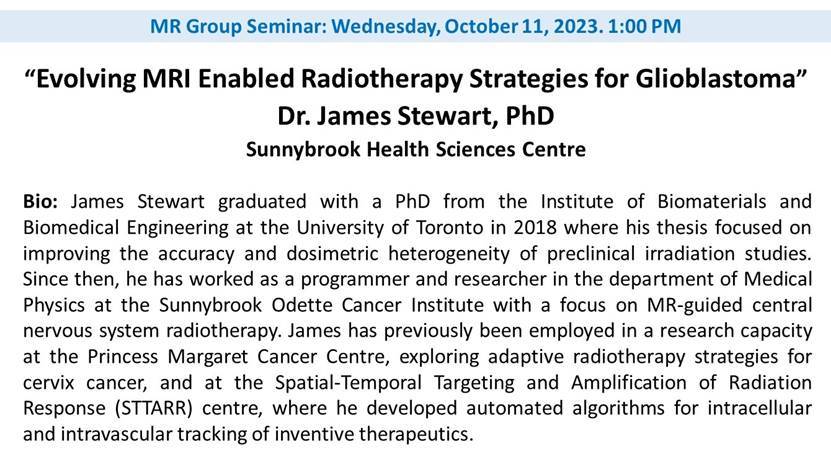 MR Group Seminar: Wednesday, October 11, 2023. 1:00 PM
“Evolving MRI Enabled Radiotherapy Strategies for Glioblastoma”
Dr. James Stewart, PhD
Sunnybrook Health Sciences Centre
Bio: James Stewart graduated with a PhD from the Institute of Biomaterials and
Biomedical Engineering at the University of Toronto in 2018 where his thesis focused on
improving the accuracy and dosimetric heterogeneity of preclinical irradiation studies.
Since then, he has worked as a programmer and researcher in the department of Medical
Physics at the Sunnybrook Odette Cancer Institute with a focus on MR-guided central
nervous system radiotherapy. James has previously been employed in a research capacity
at the Princess Margaret Cancer Centre, exploring adaptive radiotherapy strategies for
cervix cancer, and at the Spatial-Temporal Targeting and Amplification of Radiation
Response (STTARR) centre, where he developed automated algorithms for intracellular
and intravascular tracking of inventive therapeutics.